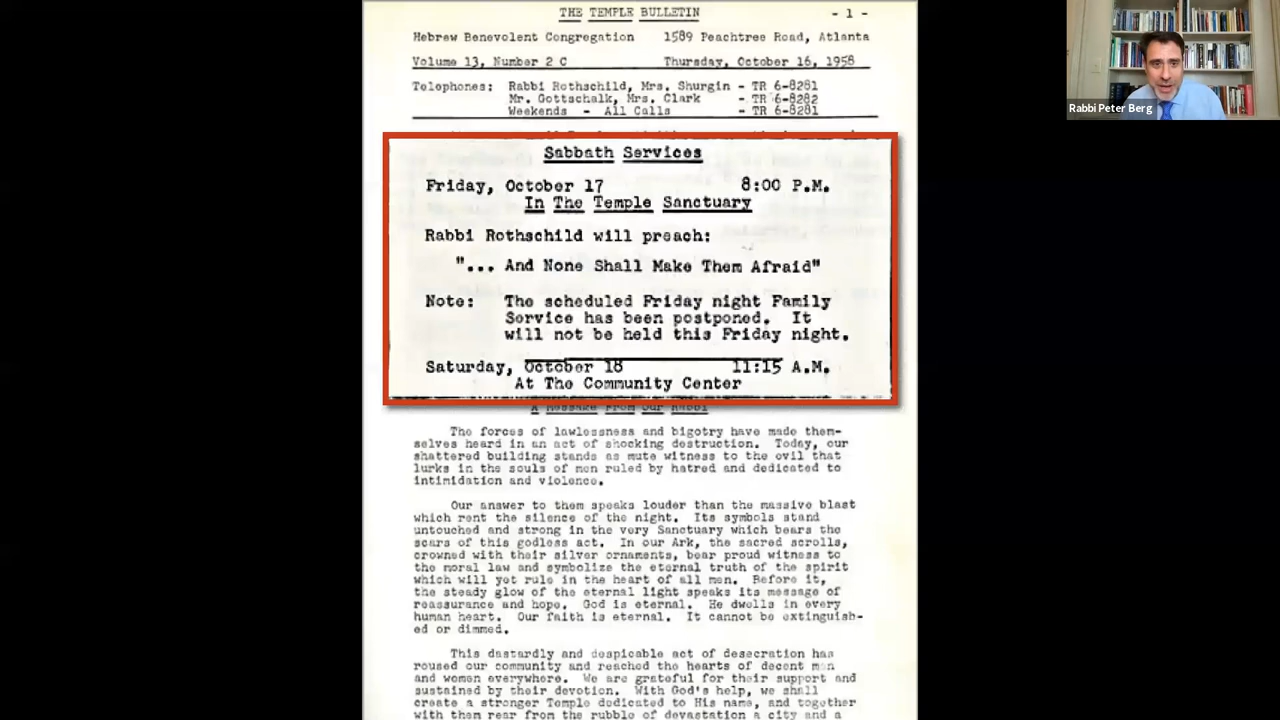 THE TEMPLE BULLETIN - 1 -
Hebrew Benevolent Congregation 1589 Peachtree Road, Atlanta
Volume 13, Number 2 C Thursday, October 16, 1958
Telephones: Rabbi Rothschild, Mrs. Shurgin - TR 6-8281
Mr. Gottschalk, Mrs. Clark - TR 6-8282
Weekends - All Calls - TR 6-8281
Rabbi Peter Berg
Sabbath Services
Friday, October 17 8:00 P.M.
In The Temple Sanctuary
Rabbi Rothschild will preach:
"... And None Shall Make Them Afraid"
Note: The scheduled Friday night Family
Service has been postponed. It
will not be held this Friday night.
Saturday, October 18 11:15 A.M.
At The Community Center
A Message From Our Rabbi
The forces of lawlessness and bigotry have made them-
selves heard in an act of shocking destruction. Today, our
shattered building stands as mute witness to the evil that
lurks in the souls of men ruled by hatred and dedicated to
intimidation and violence.
Our answer to them speaks louder than the massive blast
which rent the silence of the night. Its symbols stand
untouched and strong in the very Sanctuary which bears the
scars of this godless act. In our Ark, the sacred scrolls,
crowned with their silver ornaments, bear proud witness to
the moral law and symbolize the eternal truth of the spirit
which will yet rule in the heart of all men. Before it,
the steady glow of the eternal light speaks its message of
reassurance and hope. God is eternal. He dwells in every
human heart. Our faith is eternal. It cannot be extinguish-
ed or dimmed.
This dastardly and despicable act of desecration has
roused our community and reached the hearts of decent men
and women everywhere. We are grateful for their support and
sustained by their devotion. With God's help, we shall
create a stronger Temple dedicated to His name, and together
with them rear from the rubble of devastation a city and a